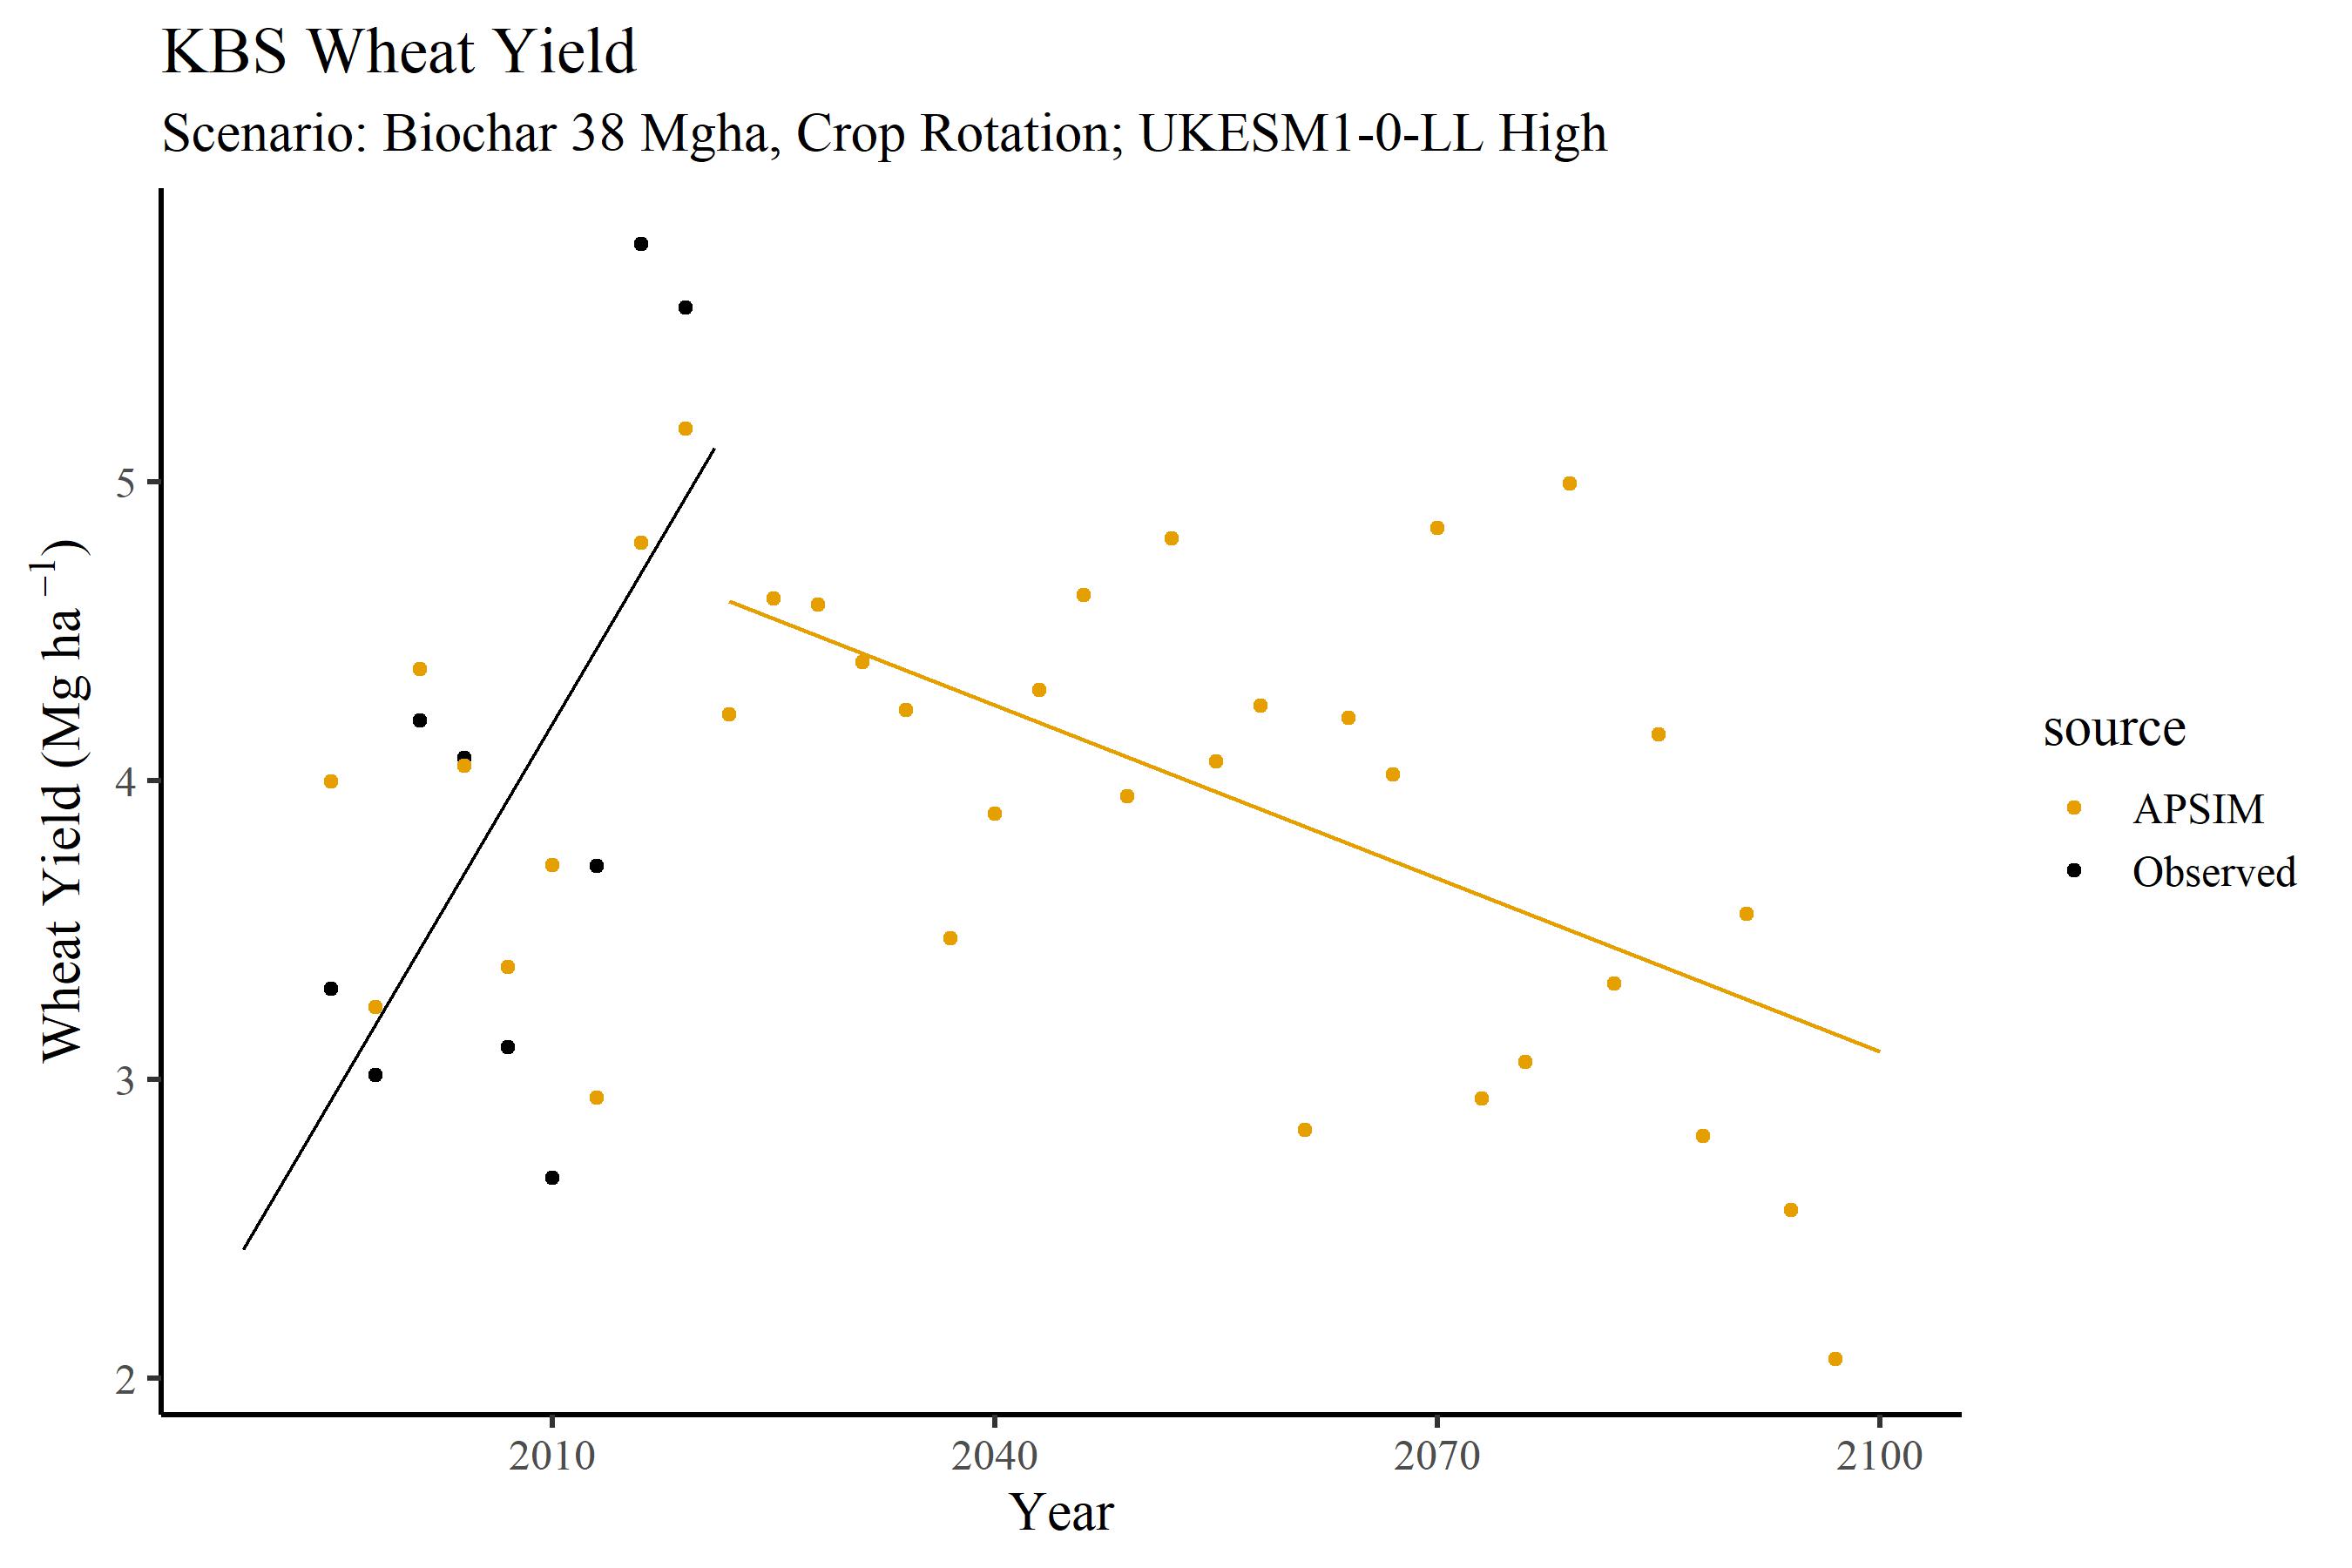 KBS Wheat Yield
Scenario: Biochar 38 Mgha, Crop Rotation; UKESM1-0-LL High
Wheat Yield (Mg ha −1)
5
4
3
2
2010
2040
2070
2100
Year
source
APSIM
Observed